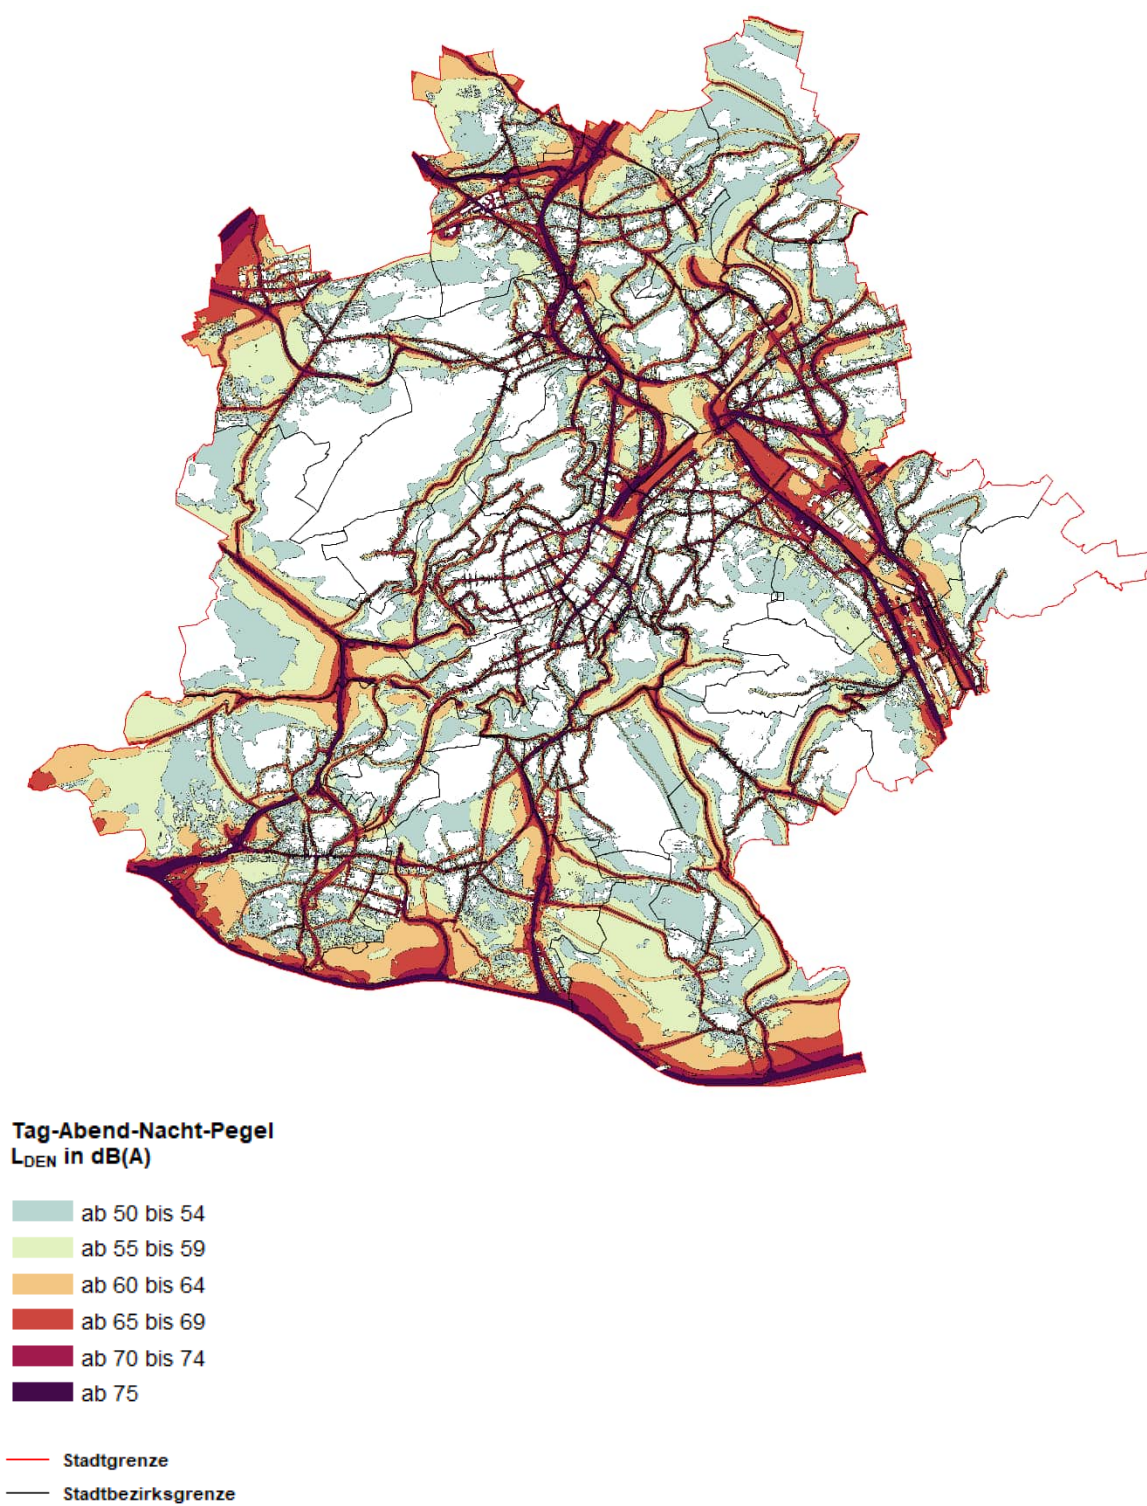 Tag-Abend-Nacht-Pegel
LDEN in dB(A)
ab 50 bis 54
ab 55 bis 59
ab 60 bis 64
ab 65 bis 69
ab 70 bis 74
ab 75
Stadtgrenze
Stadtbezirksgrenze